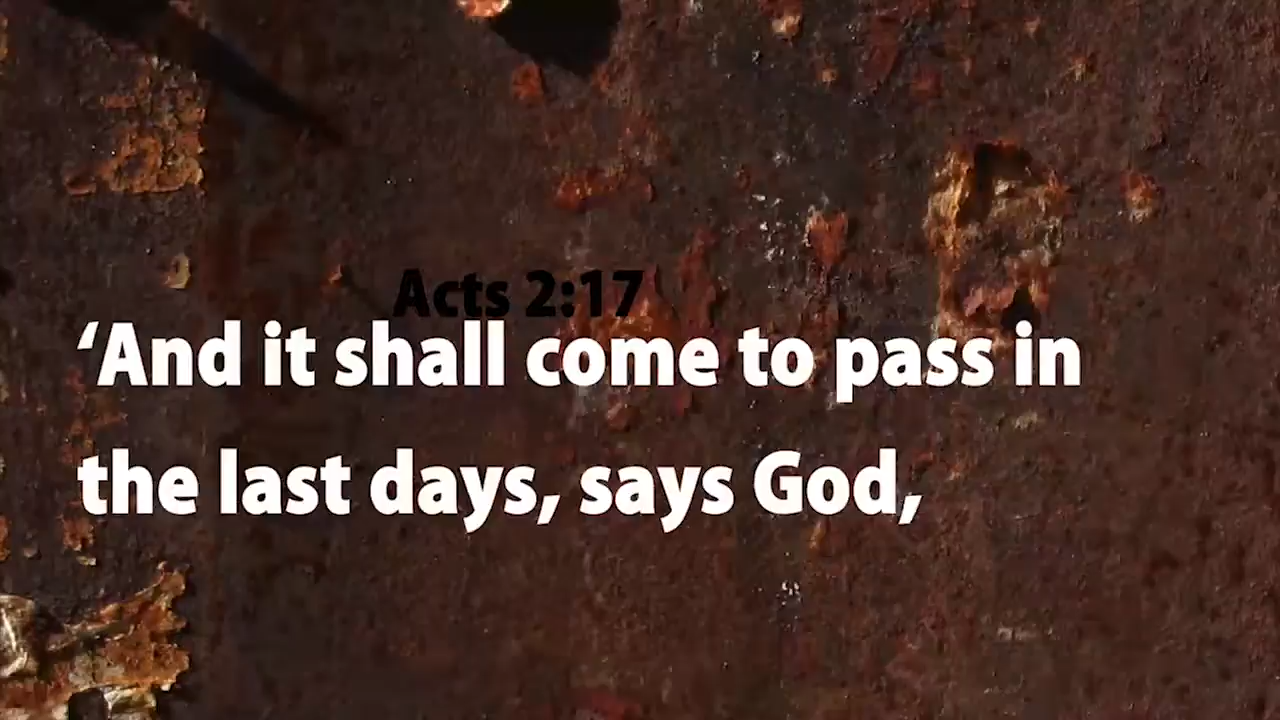 Acts 2:17
‘And it shall come to pass in
the last days, says God,